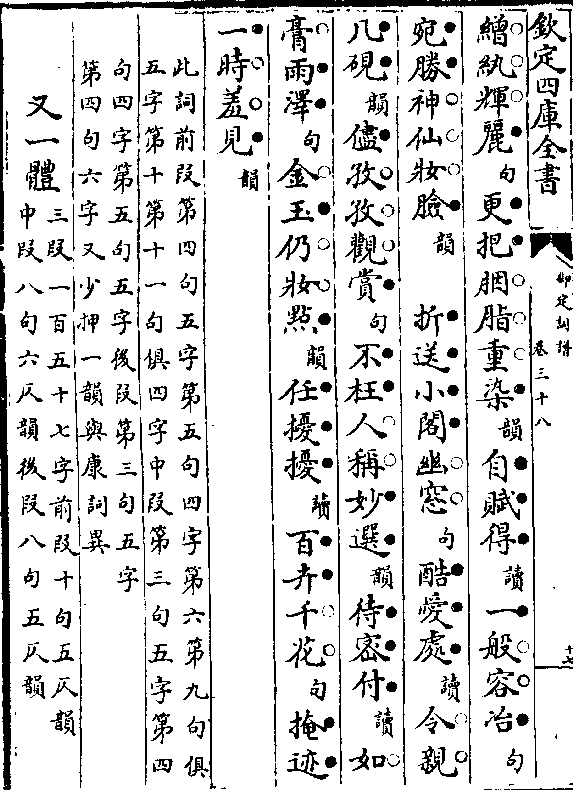 欽定四庫全書
御定詞譜
卷三十八
十七
繒紈輝麗句更把胭脂重染韻自賦得讀一般容冶句
宛勝神仙妝臉韻 折送小閣幽窓句酷愛處讀令親
几硯韻儘孜孜觀賞句不枉人稱妙選韻待密付讀如
膏雨澤句金玉仍妝點韻任擾擾讀百卉千花句掩迹
一時羞見韻
此詞前段第四句五字第五句四字第六第九句俱
五字第十第十一句俱四字中段第三句五字第四
句四字第五句五字後段第三句五字
第四句六字又少押一韻與康詞異
又一體三段一百五十七字前段十句五仄韻
中段八句六仄韻後段八句五仄韻